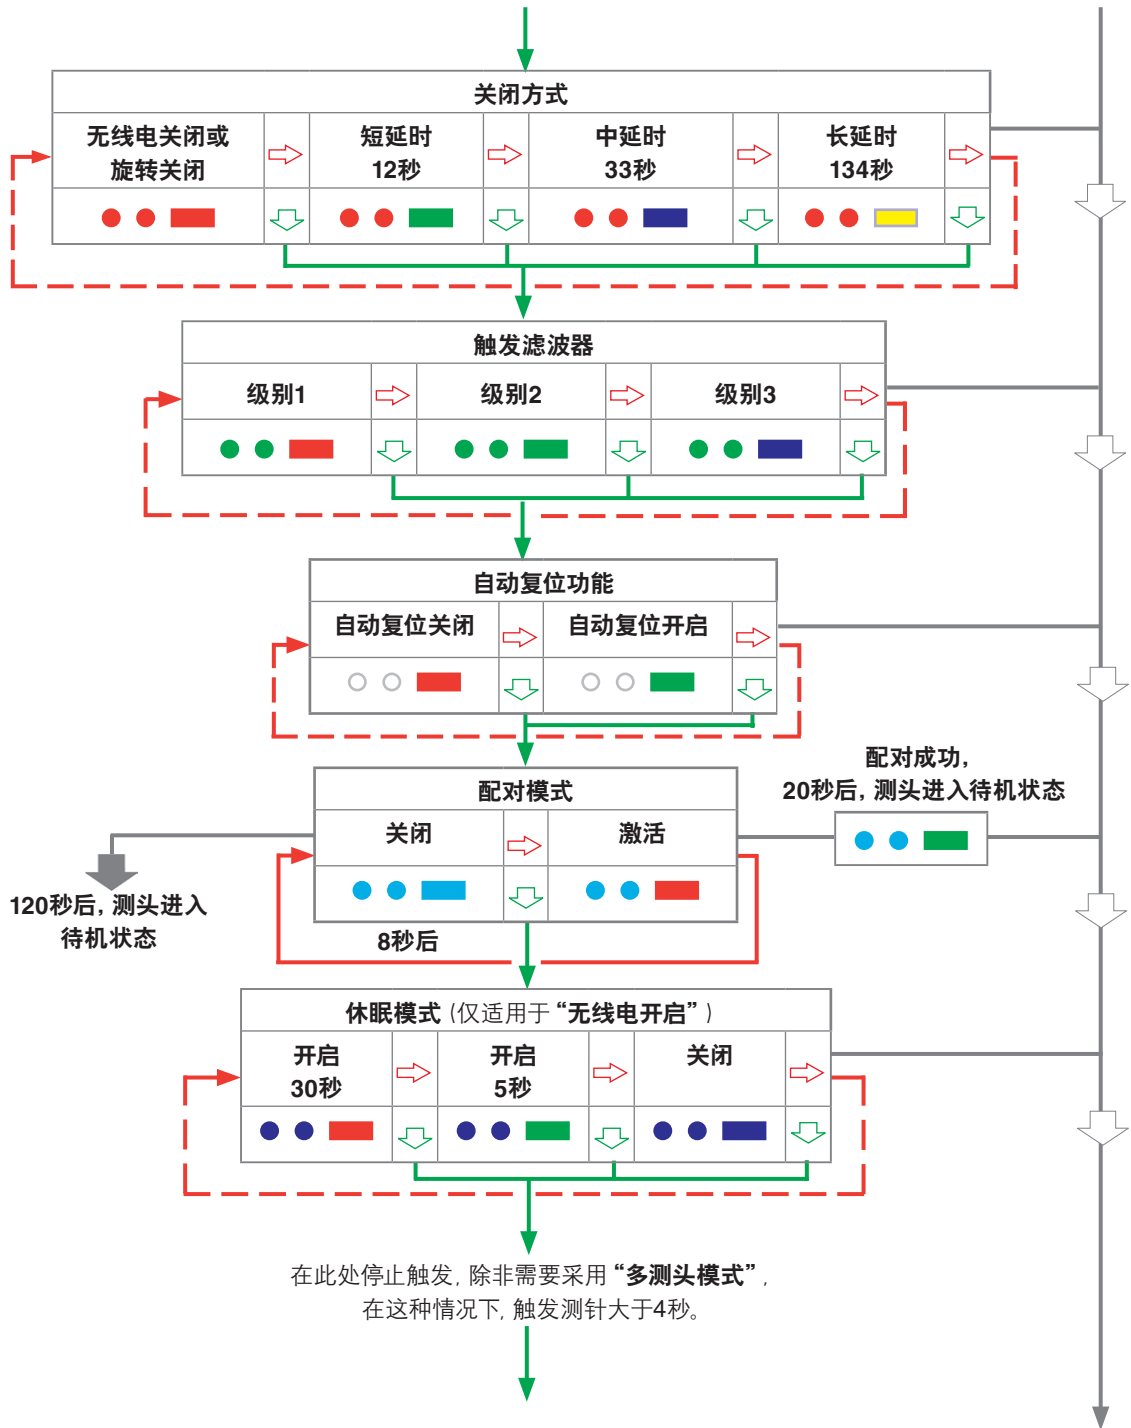 关闭方式
无线电关闭或
旋转关闭
短延时
12秒
中延时
33秒
长延时
134秒
触发滤波器
级别1
级别2
级别3
自动复位功能
自动复位关闭
自动复位开启
配对成功,
20秒后, 测头进入待机状态
配对模式
关闭
激活
120秒后, 测头进入
待机状态
8秒后
休眠模式 (仅适用于“无线电开启”)
开启
30秒
开启
5秒
关闭
在此处停止触发, 除非需要采用“多测头模式”,
在这种情况下, 触发测针大于4秒。